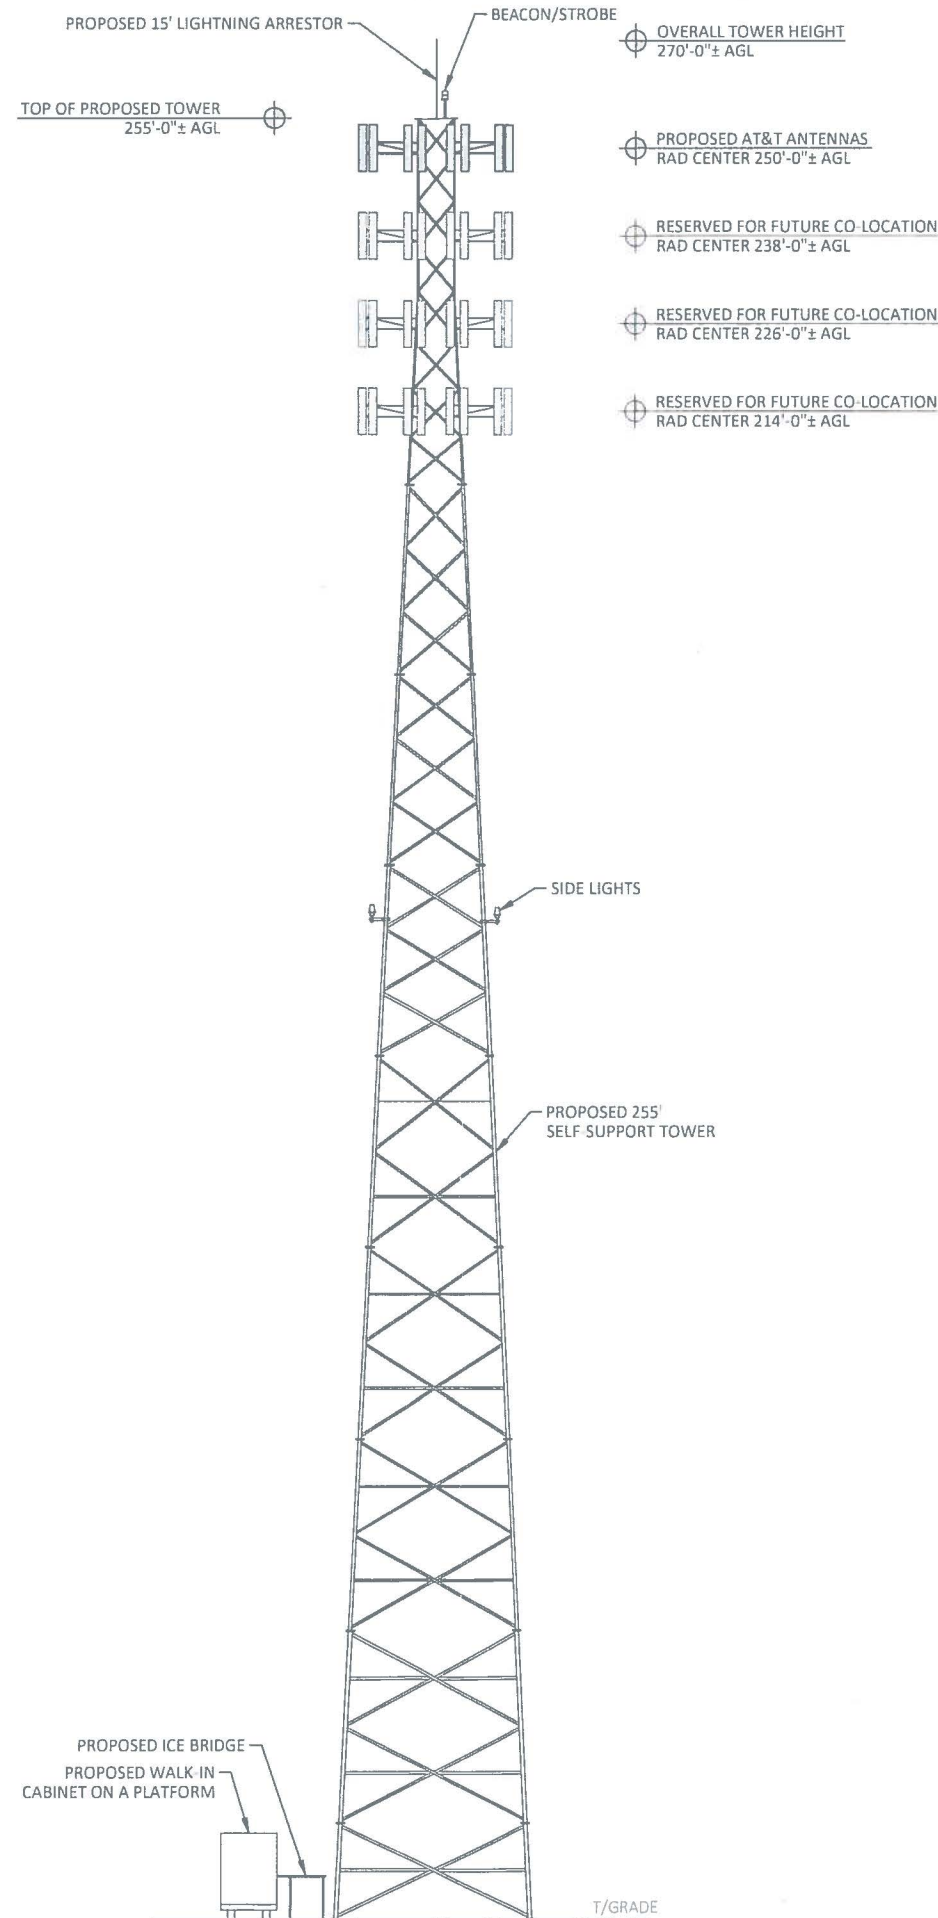 PROPOSED 15' LIGHTNING ARRESTOR
BEACON/STROBE
OVERALL TOWER HEIGHT
270'-0"± AGL
TOP OF PROPOSED TOWER
255'-0"± AGL
PROPOSED AT&T ANTENNAS
RAD CENTER 250'-0"± AGL
RESERVED FOR FUTURE CO-LOCATION
RAD CENTER 238'-0"± AGL
RESERVED FOR FUTURE CO-LOCATION
RAD CENTER 226'-0"± AGL
RESERVED FOR FUTURE CO-LOCATION
RAD CENTER 214'-0"± AGL
SIDE LIGHTS
PROPOSED 255'
SELF-SUPPORT TOWER
PROPOSED ICE BRIDGE
PROPOSED WALK-IN
CABINET ON A PLATFORM
T/GRADE